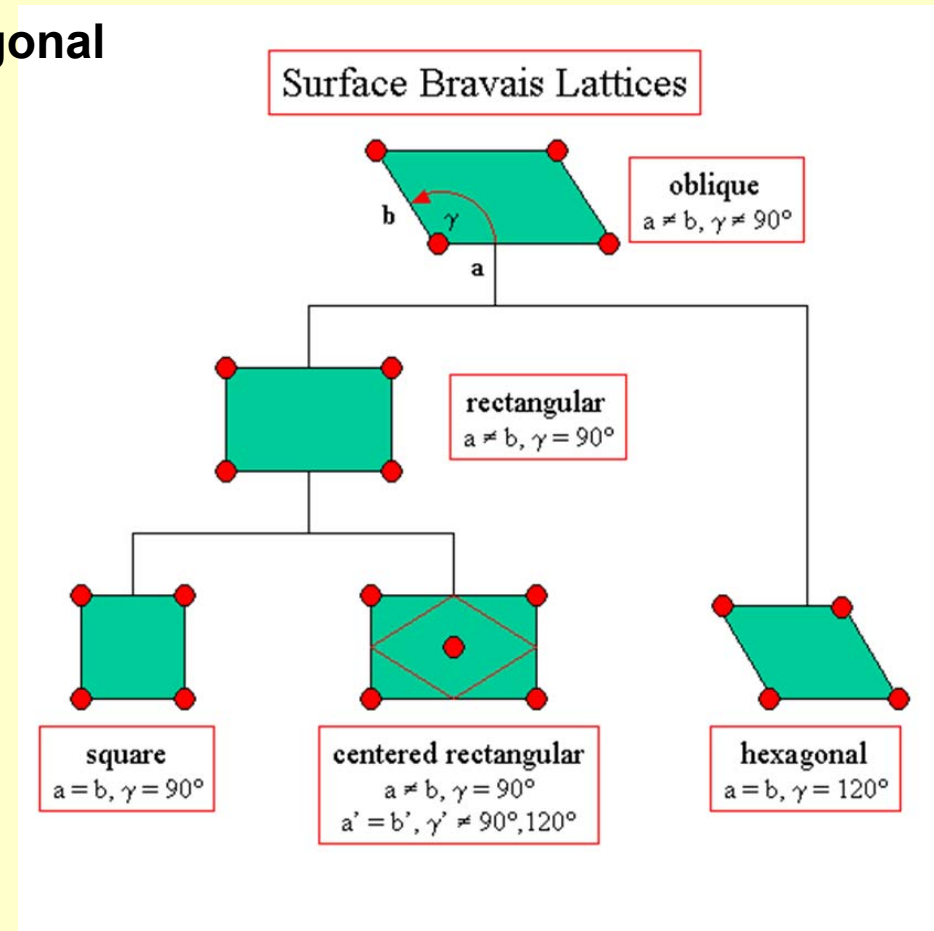 gonal
Surface Bravais Lattices
oblique
a ≠ b, γ ≠ 90°
b
γ
a
rectangular
a ≠ b, γ = 90°
square
a = b, γ = 90°
centered rectangular
a ≠ b, γ = 90°
a’ = b’, γ’ ≠ 90°,120°
hexagonal
a = b, γ = 120°